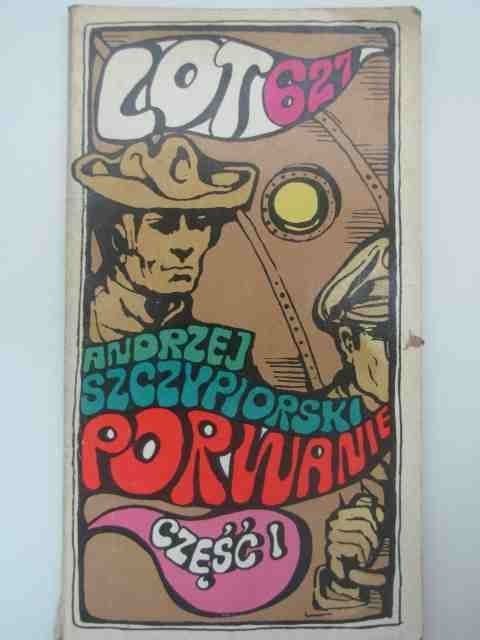 LOT 627
ANDRZEJ
SZCZYPIORSKI
PORWANIE
CZĘŚĆ I